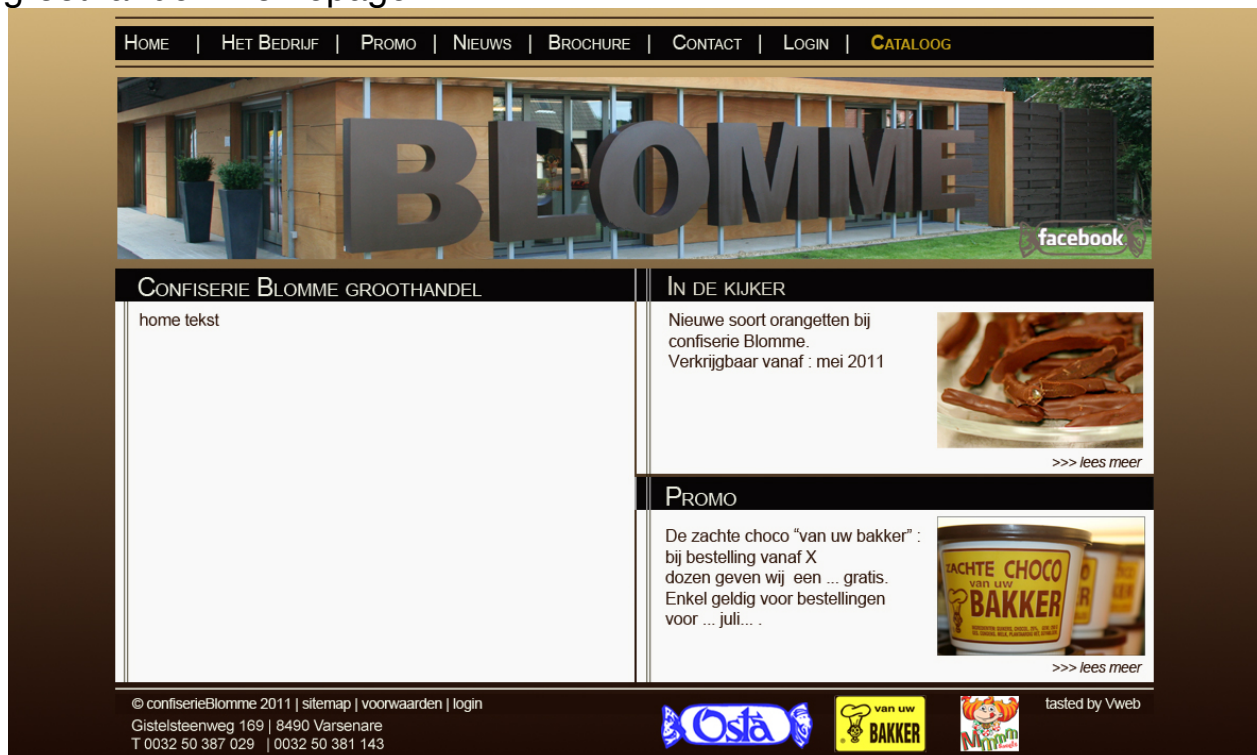 Home | Het Bedrijf | Promo | Nieuws | Brochure | Contact | Login | Cataloog
BLOMME
facebook
Confiserie Blomme groothandel
home tekst
In de kijker
Nieuwe soort orangetten bij
confiserie Blomme.
Verkrijgbaar vanaf : mei 2011
>>> lees meer
Promo
De zachte choco “van uw bakker” :
bij bestelling vanaf X
dozen geven wij een ... gratis.
Enkel geldig voor bestellingen
voor ... juli... .
ZACHTE CHOCO
van uw
BAKKER
>>> lees meer
© confiserieBlomme 2011 | sitemap | voorwaarden | login
Gistelsteenweg 169 | 8490 Varsenare
T 0032 50 387 029 | 0032 50 381 143
Osta
van uw
BAKKER
tasted by Vweb